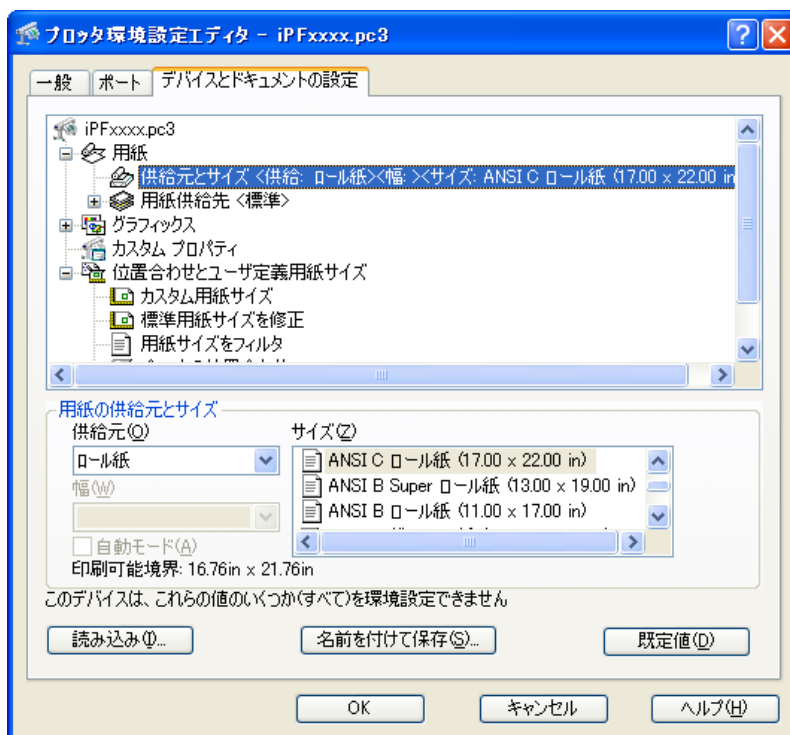 プロッタ環境設定エディタ - iPFxxxx.pc3
一般 ポート デバイスとドキュメントの設定
iPFxxxx.pc3
用紙
供給元とサイズ <供給: ロール紙><幅: ><サイズ: ANSI C ロール紙 (17.00 x 22.00 in
用紙供給先 <標準>
グラフィックス
カスタム プロパティ
位置合わせとユーザ定義用紙サイズ
カスタム用紙サイズ
標準用紙サイズを修正
用紙サイズをフィルタ
用紙の供給元とサイズ
供給元(O) サイズ(Z)
ロール紙 ANSI C ロール紙 (17.00 x 22.00 in)
幅(W) ANSI B Super ロール紙 (13.00 x 19.00 in)
ANSI B ロール紙 (11.00 x 17.00 in)
自動モード(A)
印刷可能境界: 16.76in x 21.76in
このデバイスは、これらの値のいくつか(すべて)を環境設定できません
読み込み(I)... 名前を付けて保存(S)... 既定値(D)
OK キャンセル ヘルプ(H)